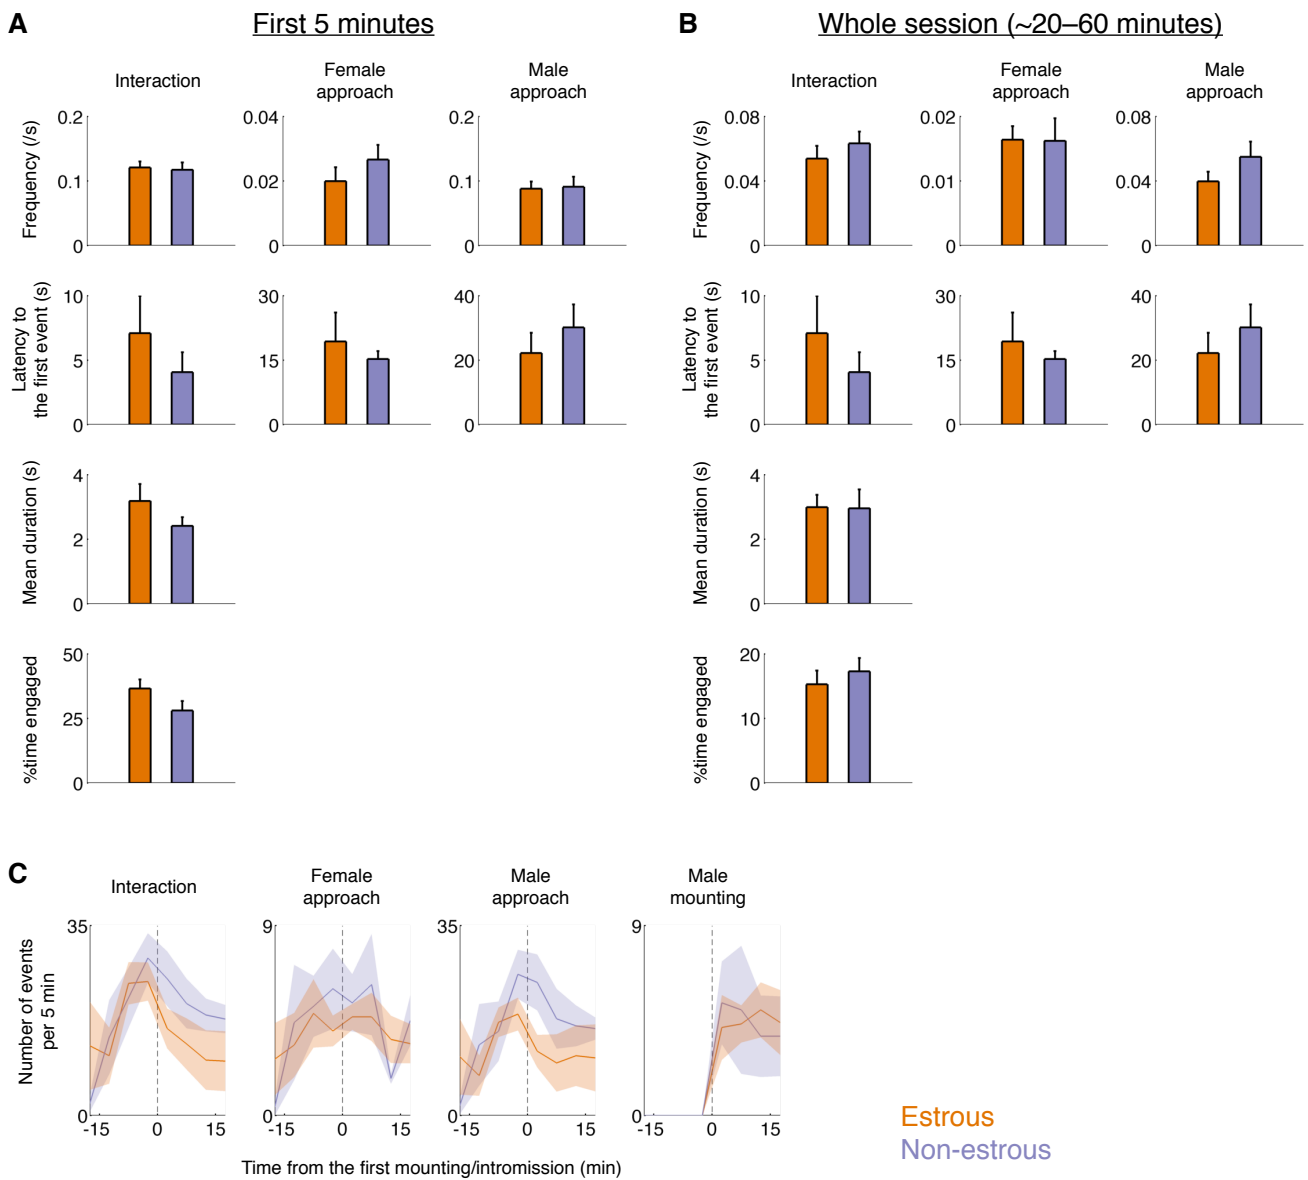 A
First 5 minutes
B
Whole session (~20–60 minutes)
Interaction
Female
approach
Male
approach
Interaction
Female
approach
Male
approach
Frequency (/s)
0.2
0.1
0
0.04
0.02
0
0.2
0.1
0
Frequency (/s)
0.08
0.04
0
0.02
0.01
0
0.08
0.04
0
Latency to
the first event (s)
10
5
0
30
15
0
40
20
0
Latency to
the first event (s)
10
5
0
30
15
0
40
20
0
Mean duration (s)
4
2
0
Mean duration (s)
4
2
0
%time engaged
50
25
0
%time engaged
20
10
0
C
Interaction
Female
approach
Male
approach
Male
mounting
Number of events
per 5 min
35
0
-15 0 15
9
0
-15 0 15
35
0
-15 0 15
9
0
-15 0 15
Time from the first mounting/intromission (min)
Estrous
Non-estrous